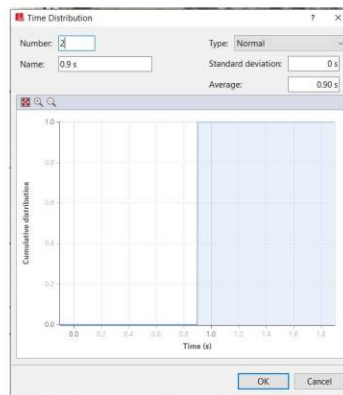 Time Distribution ? ×
Number: 2 Type: Normal
Name: 0.9 s Standard deviation: 0 s
Average: 0.90 s
Cumulative distribution
1.0
0.8
0.6
0.4
0.2
0.0
0.0 0.2 0.4 0.6 0.8 1.0 1.2 1.4 1.6 1.8
Time (s)
OK Cancel